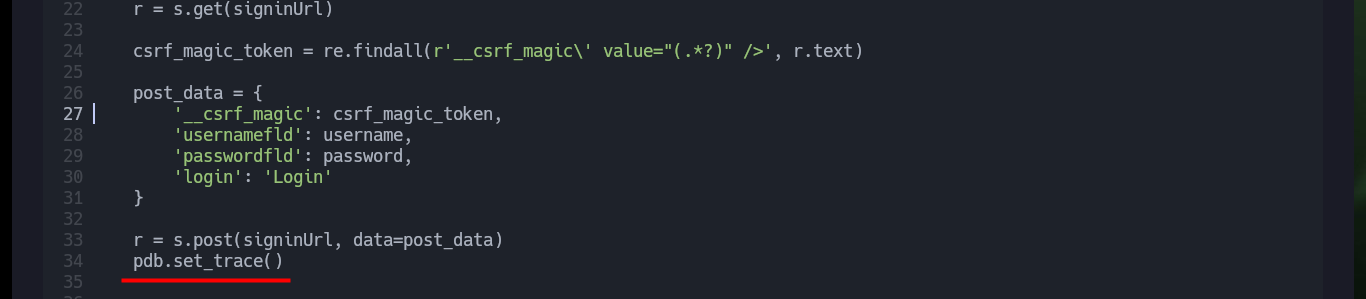 22 r = s.get(signinUrl)
23
24 csrf_magic_token = re.findall(r'__csrf_magic\' value="(.*?)" />', r.text)
25
26 post_data = {
27 '__csrf_magic': csrf_magic_token,
28 'usernamefld': username,
29 'passwordfld': password,
30 'login': 'Login'
31 }
32
33 r = s.post(signinUrl, data=post_data)
34 pdb.set_trace()
35